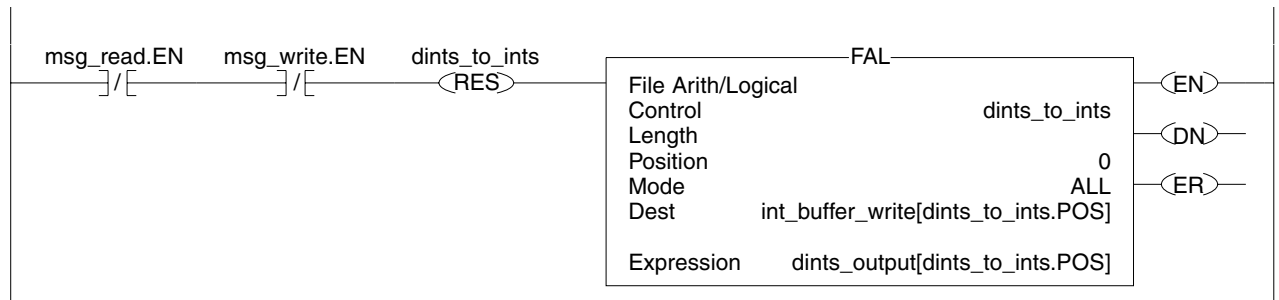 msg_read.EN msg_write.EN dints_to_ints
RES
FAL
File Arith/Logical
Control dints_to_ints
Length
Position 0
Mode ALL
Dest int_buffer_write[dints_to_ints.POS]
Expression dints_output[dints_to_ints.POS]
EN
DN
ER